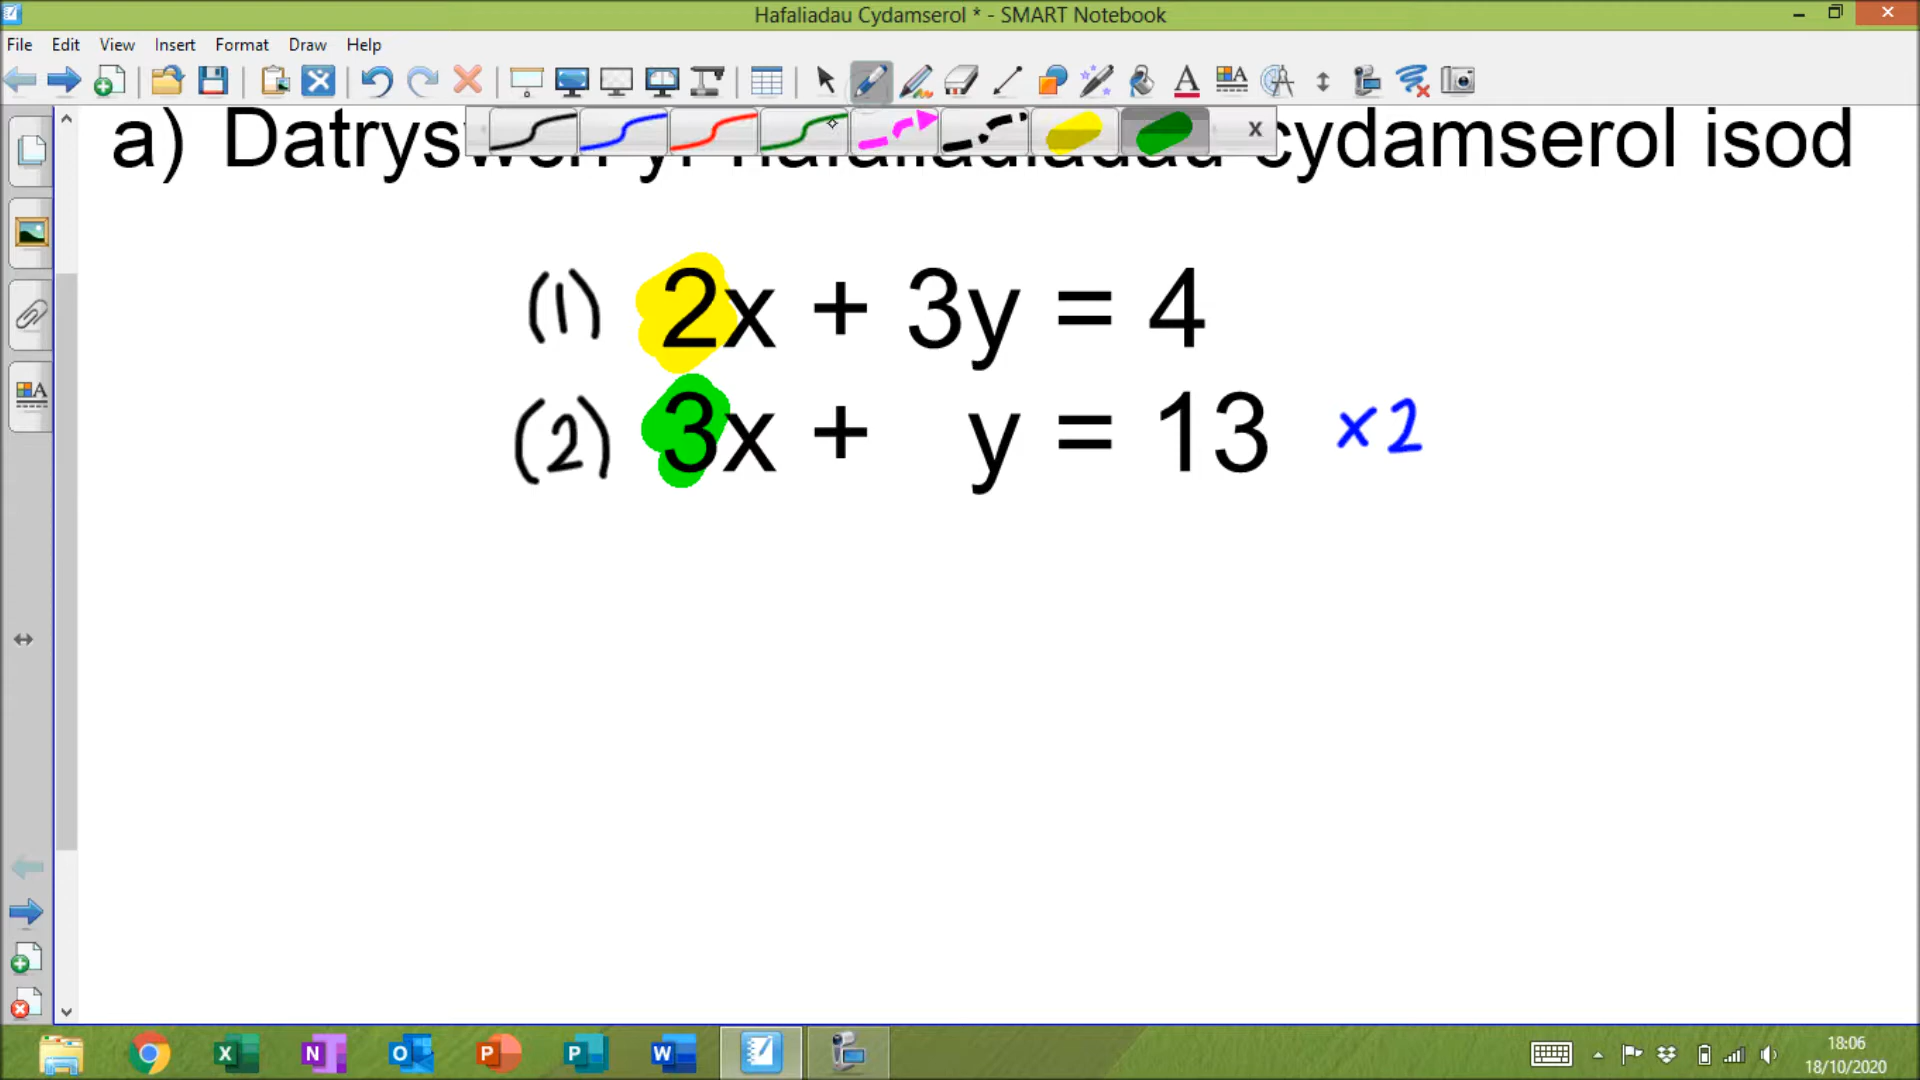 Hafaliadau Cydamserol * - SMART Notebook
File Edit View Insert Format Draw Help
x
a) cydamserol isod
(1) 2x + 3y = 4
(2) 3x + y = 13 ×2
18:06
18/10/2020